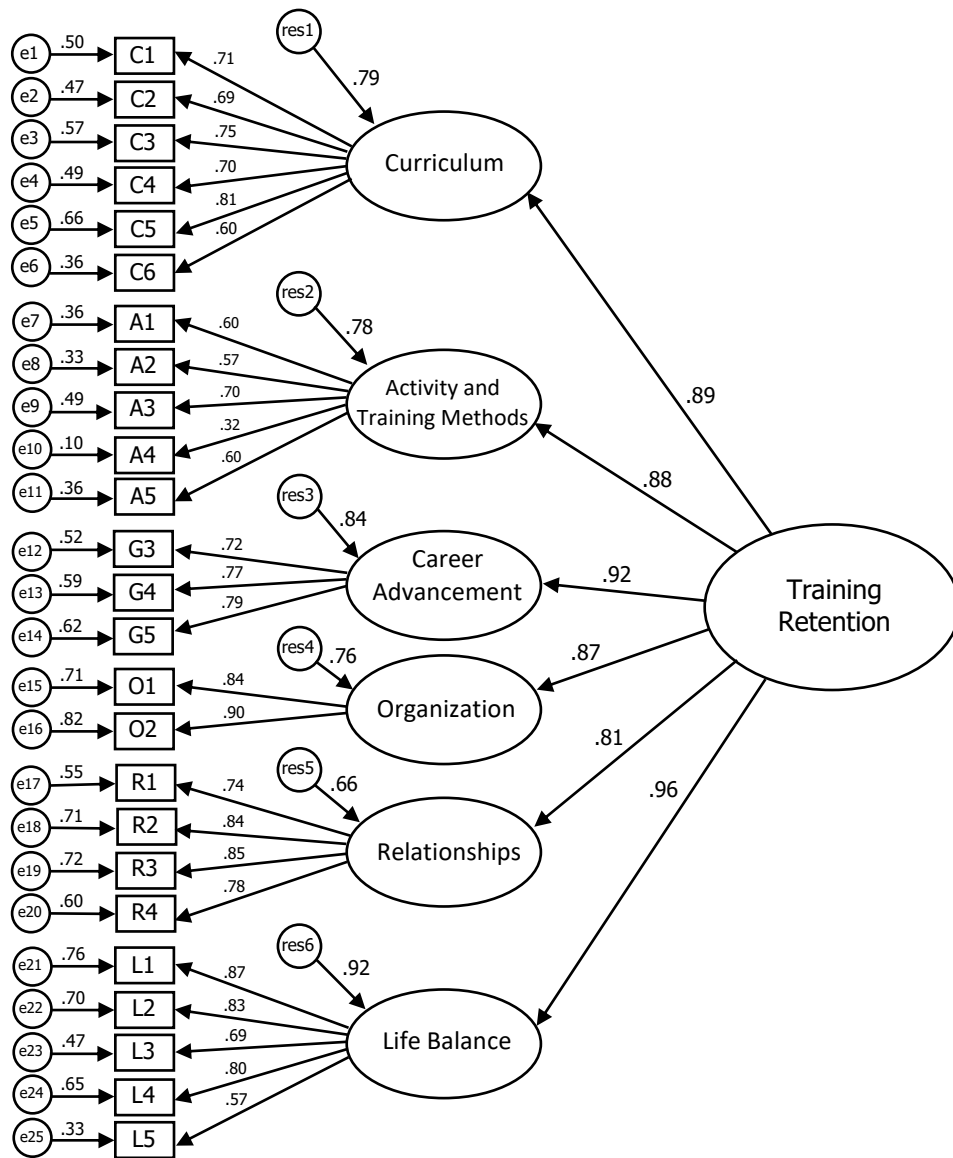 res1
e1 .50 C1 .71 .79
e2 .47 C2 .69
e3 .57 C3 .75 Curriculum
e4 .49 C4 .70
e5 .66 C5 .81
e6 .36 C6 .60
res2
e7 .36 A1 .60 .78
e8 .33 A2 .57
e9 .49 A3 .70 Activity and
Training Methods
e10 .10 A4 .32
e11 .36 A5 .60
.89
.88
res3
e12 .52 G3 .72 .84
e13 .59 G4 .77 Career
Advancement
e14 .62 G5 .79
.92
Training
Retention
res4
.76
e15 .71 O1 .84 .87
e16 .82 O2 .90 Organization
res5
e17 .55 R1 .74 .66
.81
e18 .71 R2 .84
e19 .72 R3 .85 Relationships
e20 .60 R4 .78
.96
res6
e21 .76 L1 .87 .92
e22 .70 L2 .83
e23 .47 L3 .69 Life Balance
e24 .65 L4 .80
e25 .33 L5 .57